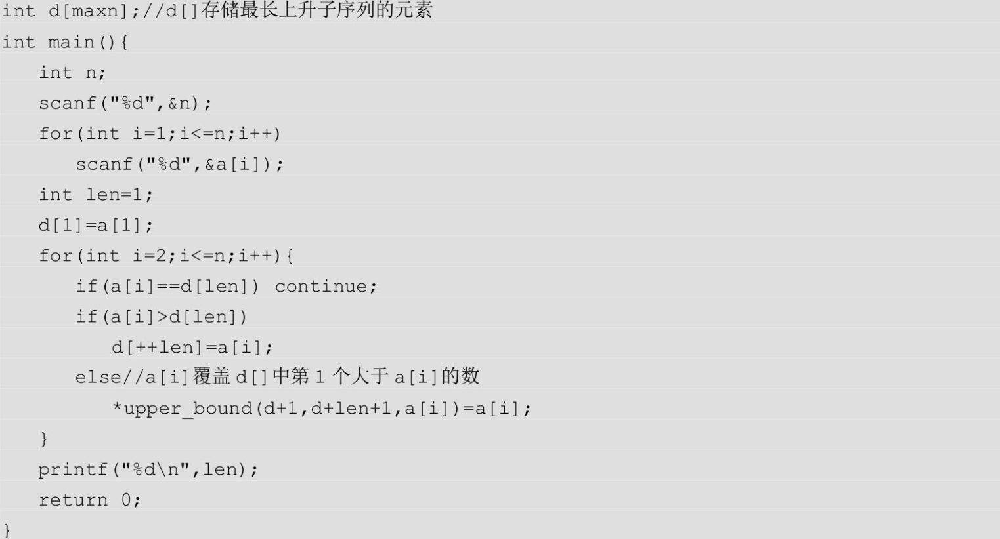 int d[maxn];//d[]存储最长上升子序列的元素
int main(){
int n;
scanf("%d",&n);
for(int i=1;i<=n;i++)
scanf("%d",&a[i]);
int len=1;
d[1]=a[1];
for(int i=2;i<=n;i++){
if(a[i]==d[len]) continue;
if(a[i]>d[len])
d[++len]=a[i];
else//a[i]覆盖 d[]中第 1 个大于 a[i]的数
*upper_bound(d+1,d+len+1,a[i])=a[i];
}
printf("%d\n",len);
return 0;
}